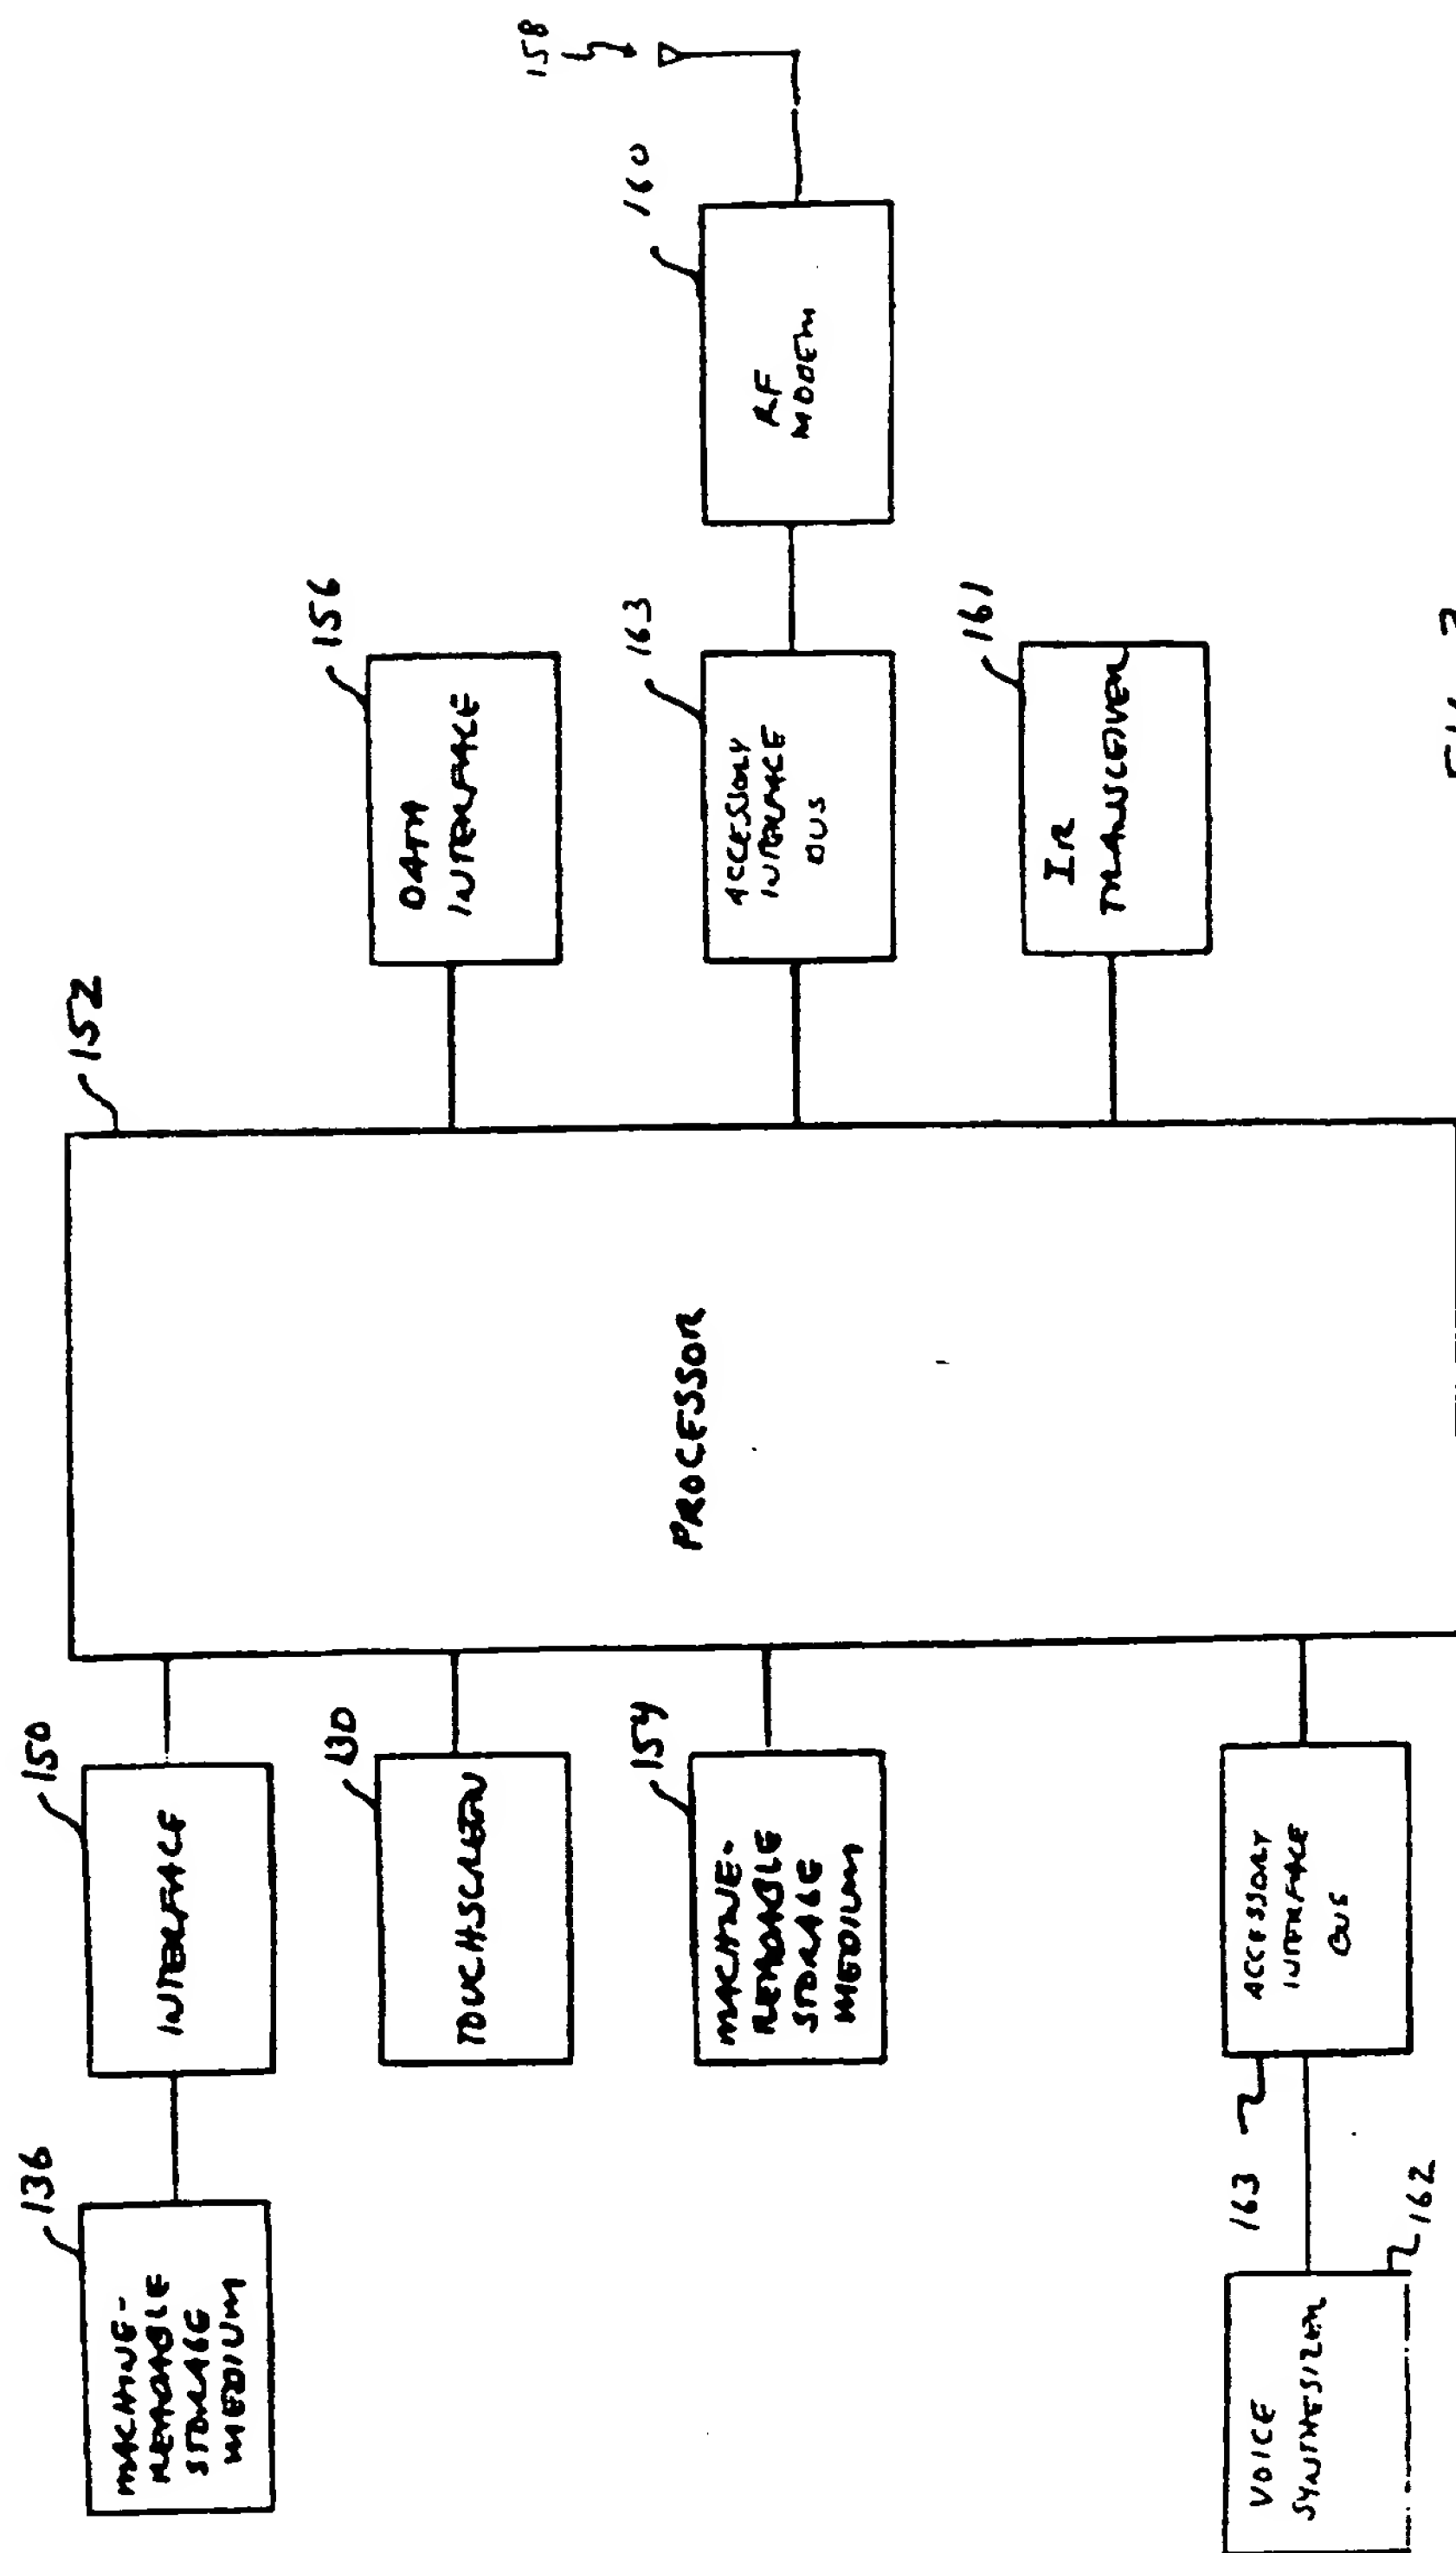 136
MACHINE-
READABLE
STORAGE
MEDIUM
150
INTERFACE
130
TOUCHSCREEN
154
MACHINE-
READABLE
STORAGE
MEDIUM
163
ACCESSORY
INTERFACE
BUS
162
VOICE
SYNTHESIZER
152
PROCESSOR
156
DATA
INTERFACE
163
ACCESSORY
INTERFACE
BUS
161
IR
TRANSCEIVER
160
RF
MODEM
158